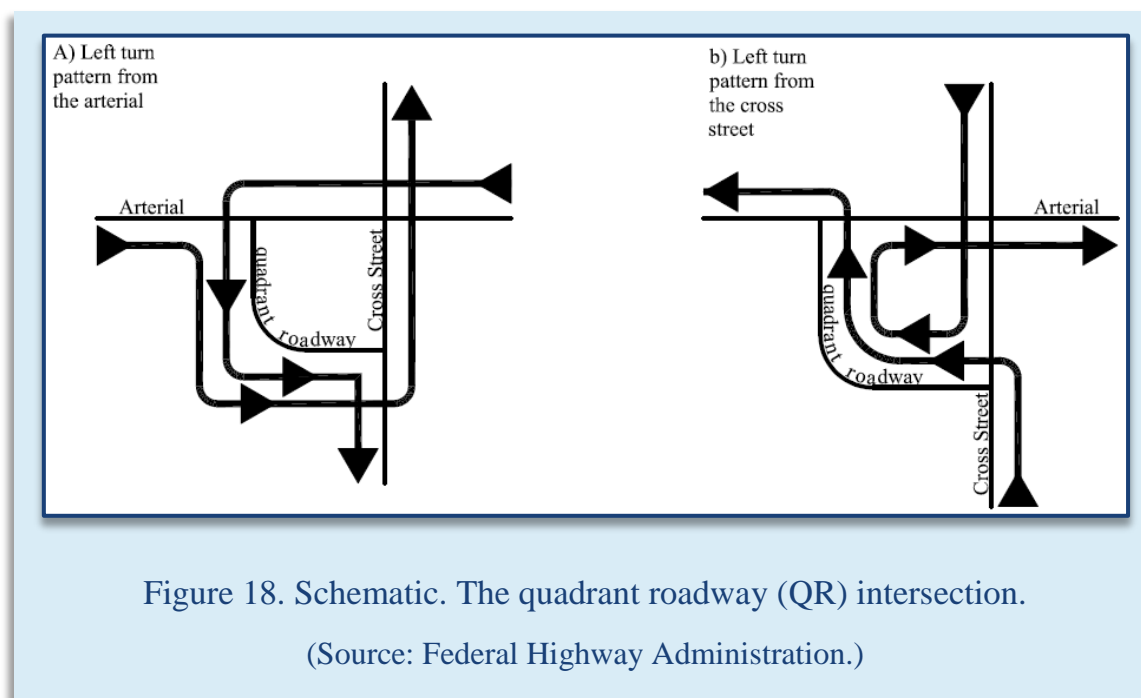 A) Left turn
pattern from
the arterial
Arterial
quadrant roadway
Cross Street
b) Left turn
pattern from
the cross
street
Arterial
quadrant roadway
Cross Street
Figure 18. Schematic. The quadrant roadway (QR) intersection.
(Source: Federal Highway Administration.)